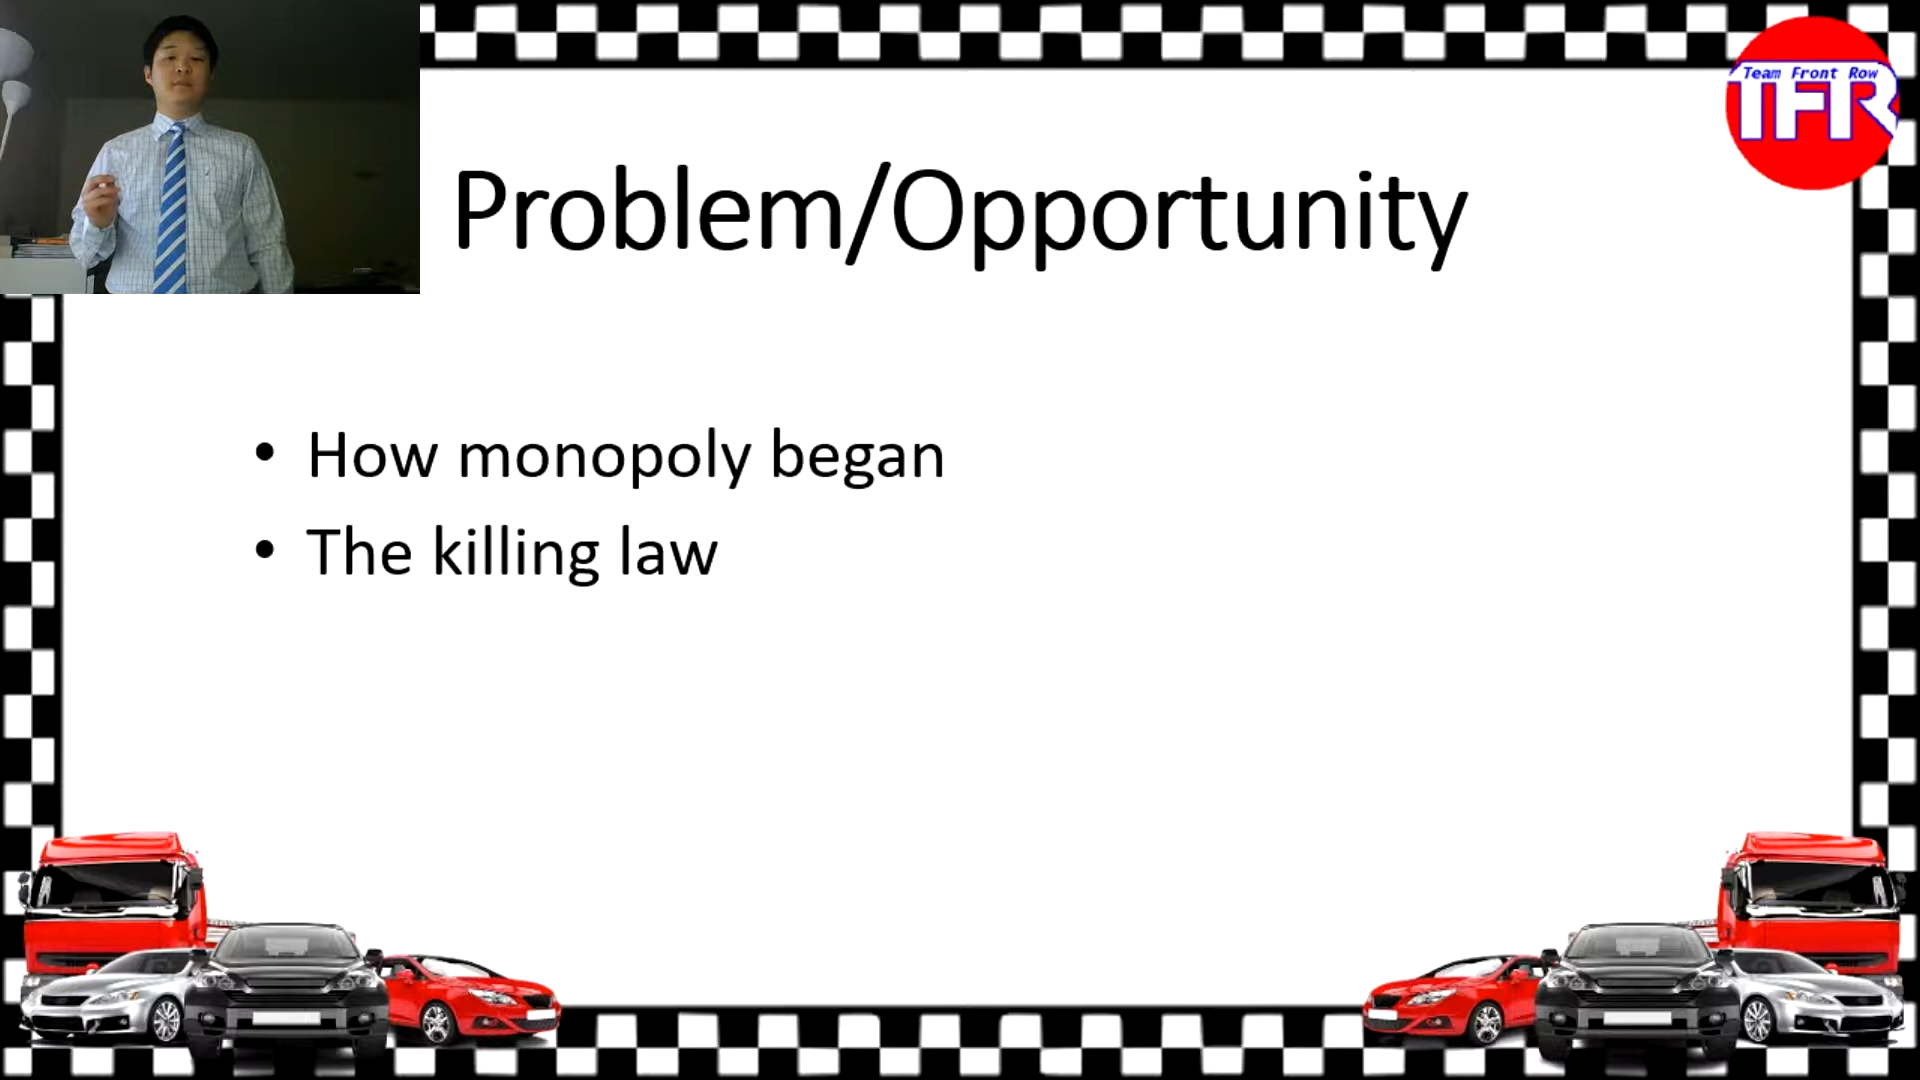 Team Front Row
TFR
Problem/Opportunity
• How monopoly began
• The killing law